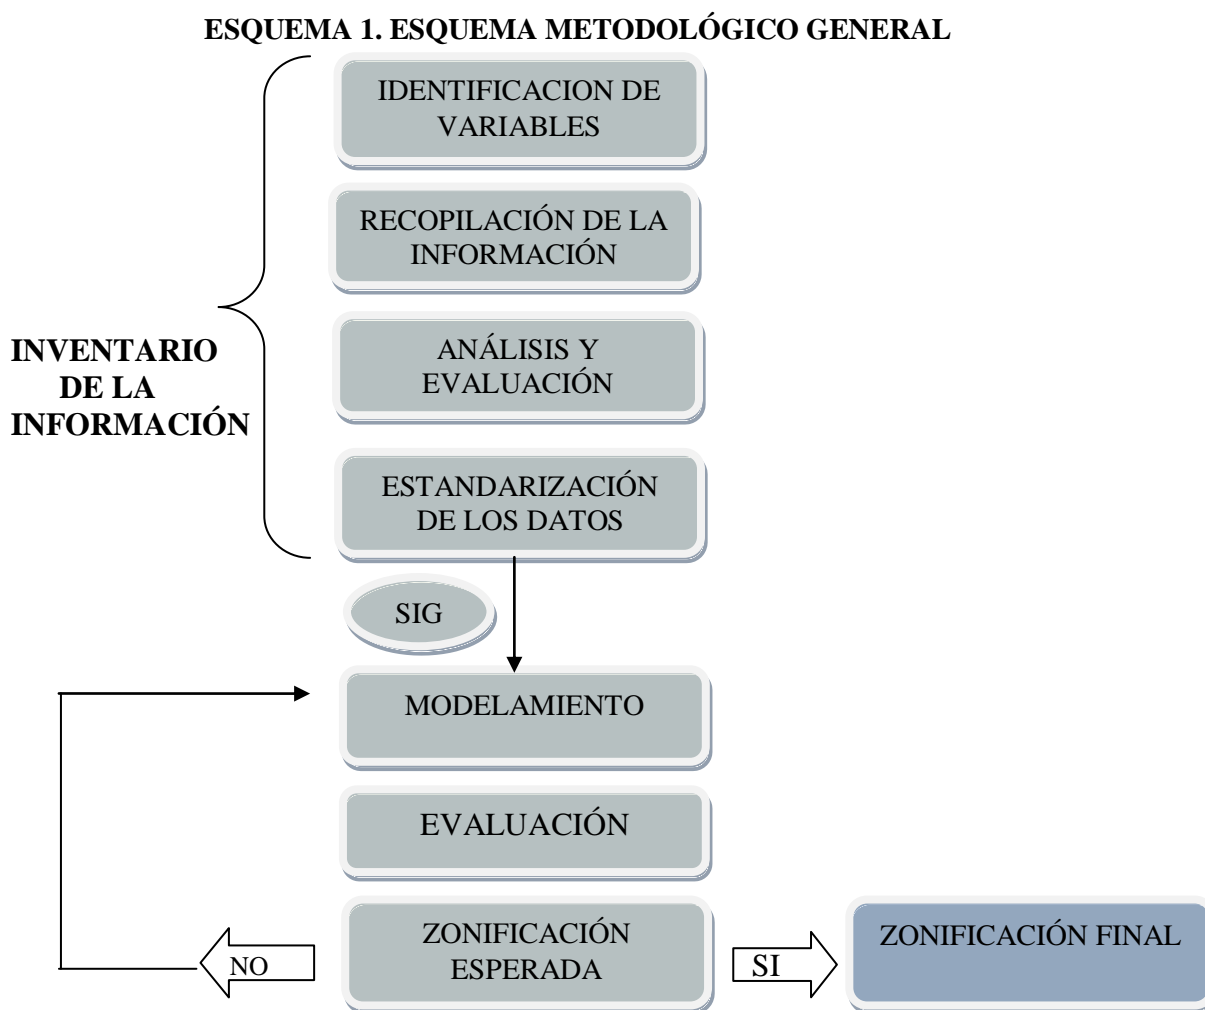 ESQUEMA 1. ESQUEMA METODOLÓGICO GENERAL
IDENTIFICACION DE
VARIABLES
RECOPILACIÓN DE LA
INFORMACIÓN
INVENTARIO
DE LA
INFORMACIÓN
ANÁLISIS Y
EVALUACIÓN
ESTANDARIZACIÓN
DE LOS DATOS
SIG
MODELAMIENTO
EVALUACIÓN
ZONIFICACIÓN
ESPERADA
NO
SI
ZONIFICACIÓN FINAL